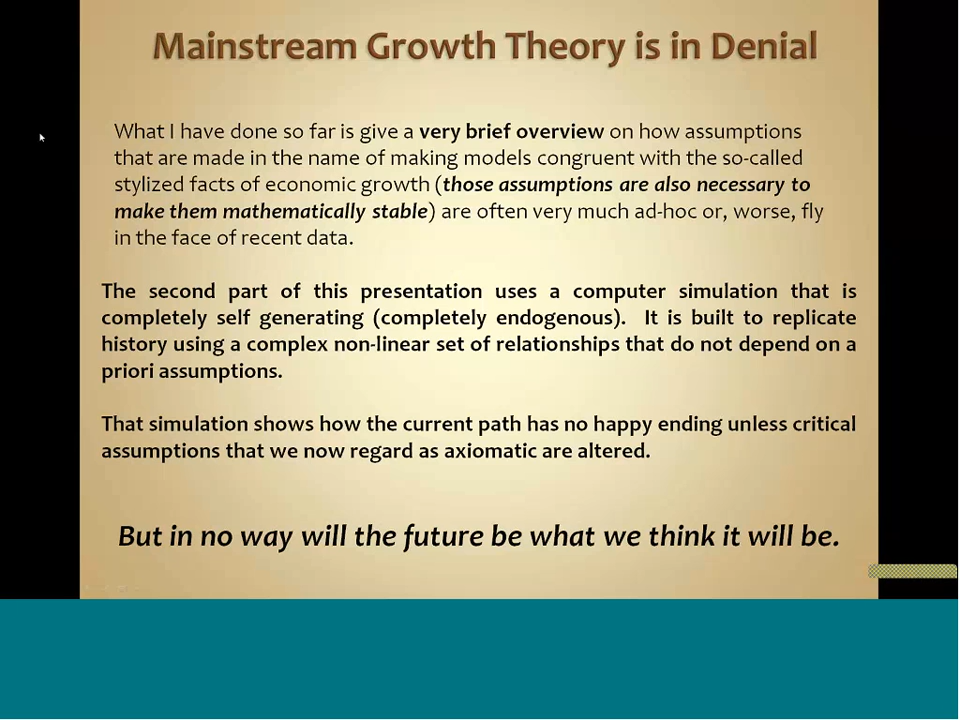 Mainstream Growth Theory is in Denial
What I have done so far is give a very brief overview on how assumptions
that are made in the name of making models congruent with the so-called
stylized facts of economic growth (those assumptions are also necessary to
make them mathematically stable) are often very much ad-hoc or, worse, fly
in the face of recent data.
The second part of this presentation uses a computer simulation that is
completely self generating (completely endogenous). It is built to replicate
history using a complex non-linear set of relationships that do not depend on a
priori assumptions.
That simulation shows how the current path has no happy ending unless critical
assumptions that we now regard as axiomatic are altered.
But in no way will the future be what we think it will be.